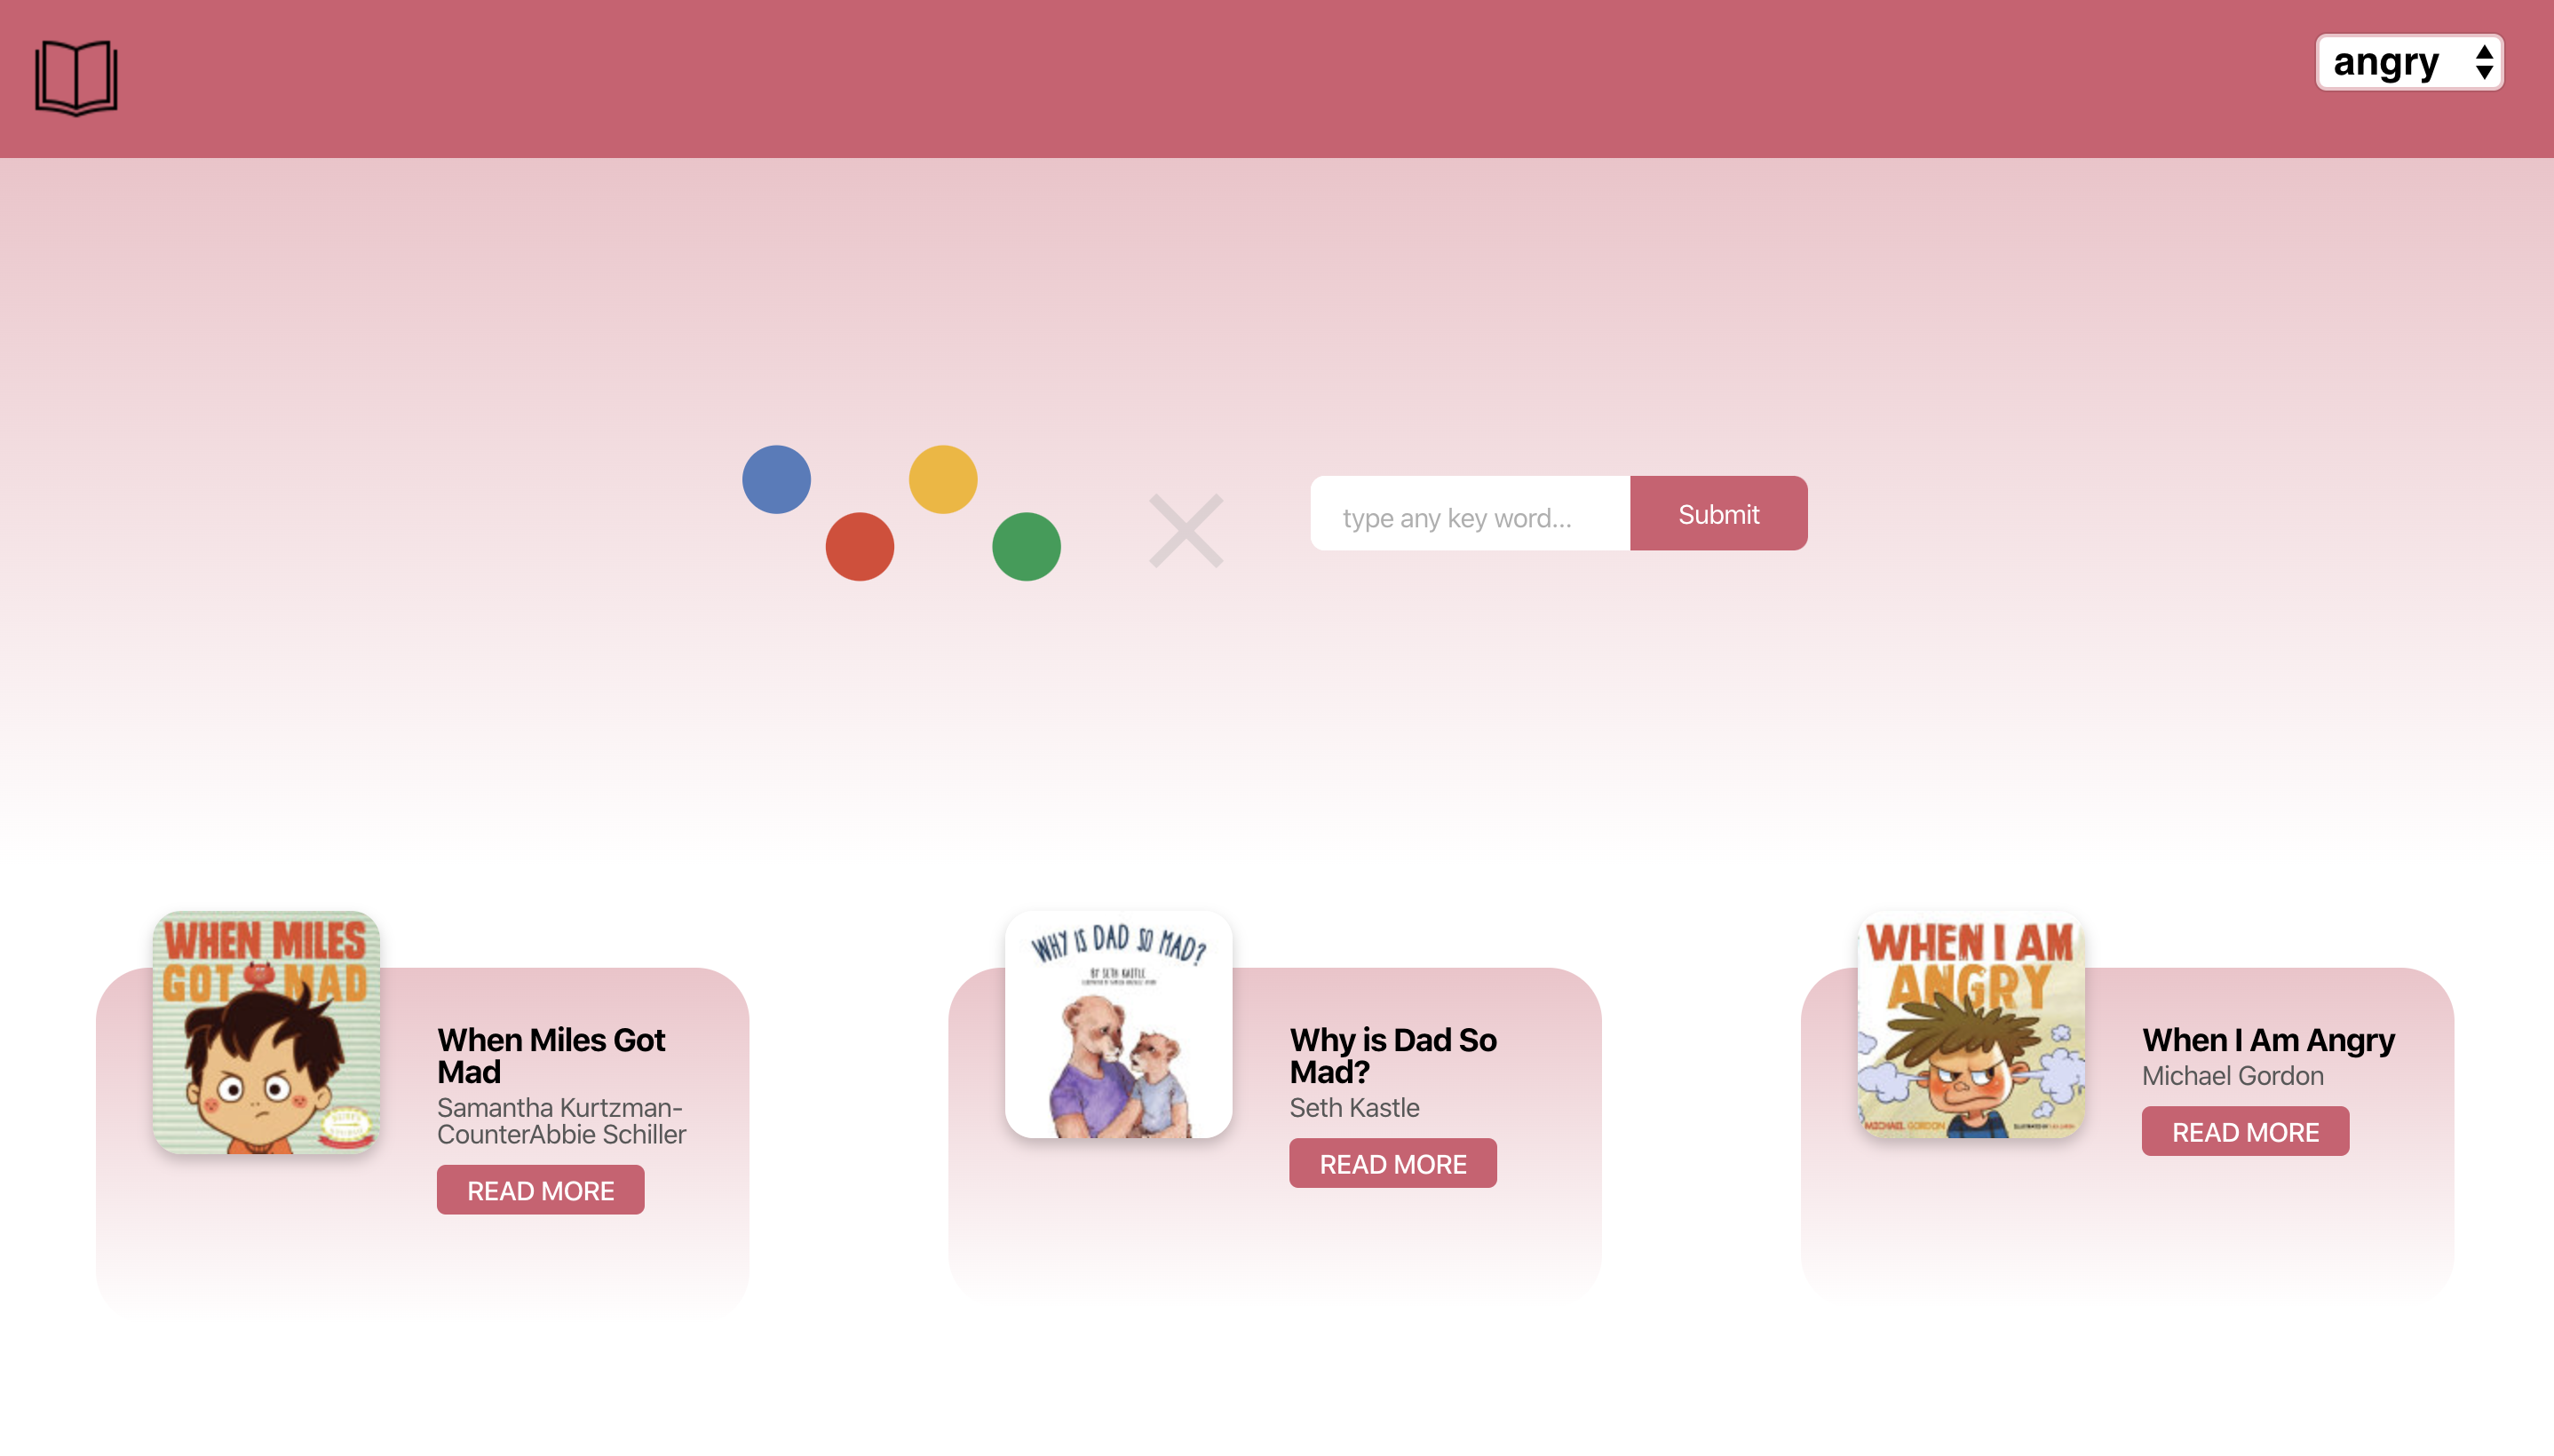 angry
type any key word...
Submit
WHEN MILES
GOT MAD
When Miles Got
Mad
Samantha Kurtzman-
CounterAbbie Schiller
READ MORE
WHY IS DAD SO MAD?
BY SETH KASTLE
Why is Dad So
Mad?
Seth Kastle
READ MORE
WHEN I AM
ANGRY
MICHAEL GORDON
When I Am Angry
Michael Gordon
READ MORE